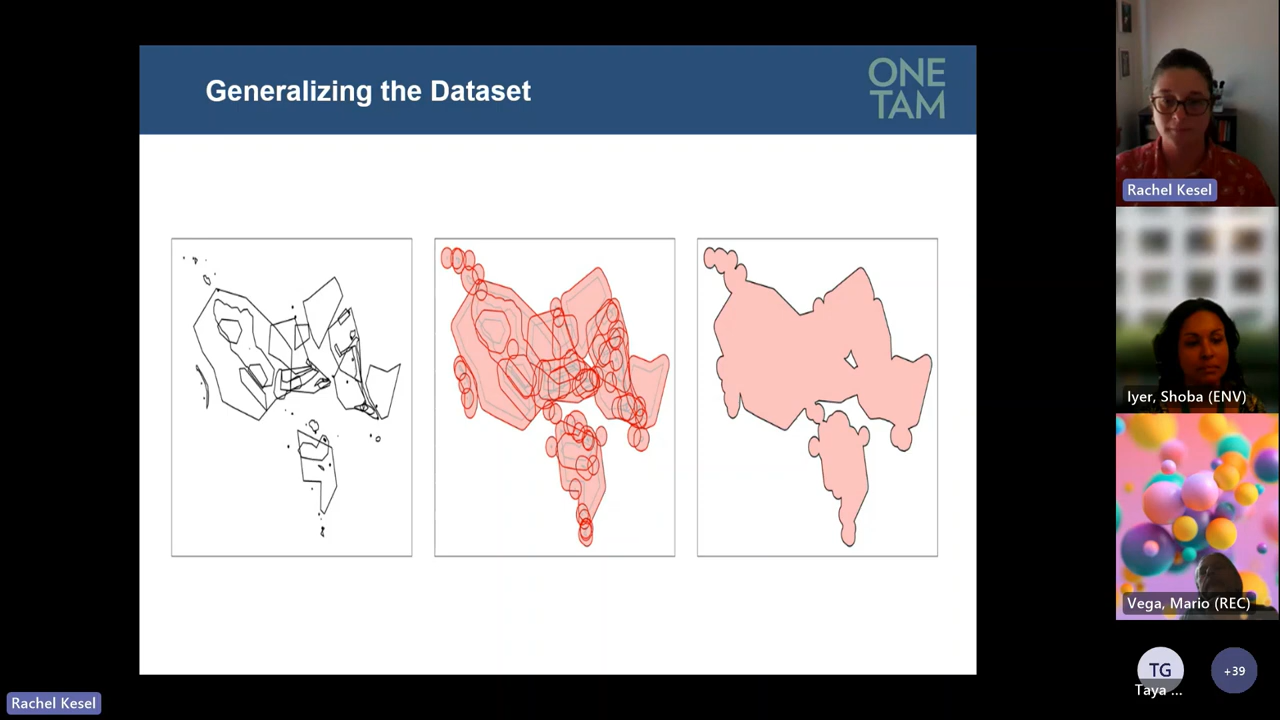 Generalizing the Dataset
ONE
TAM
Rachel Kesel
Iyer, Shoba (ENV)
Vega, Mario (REC)
TG
+39
Taya ...
Rachel Kesel